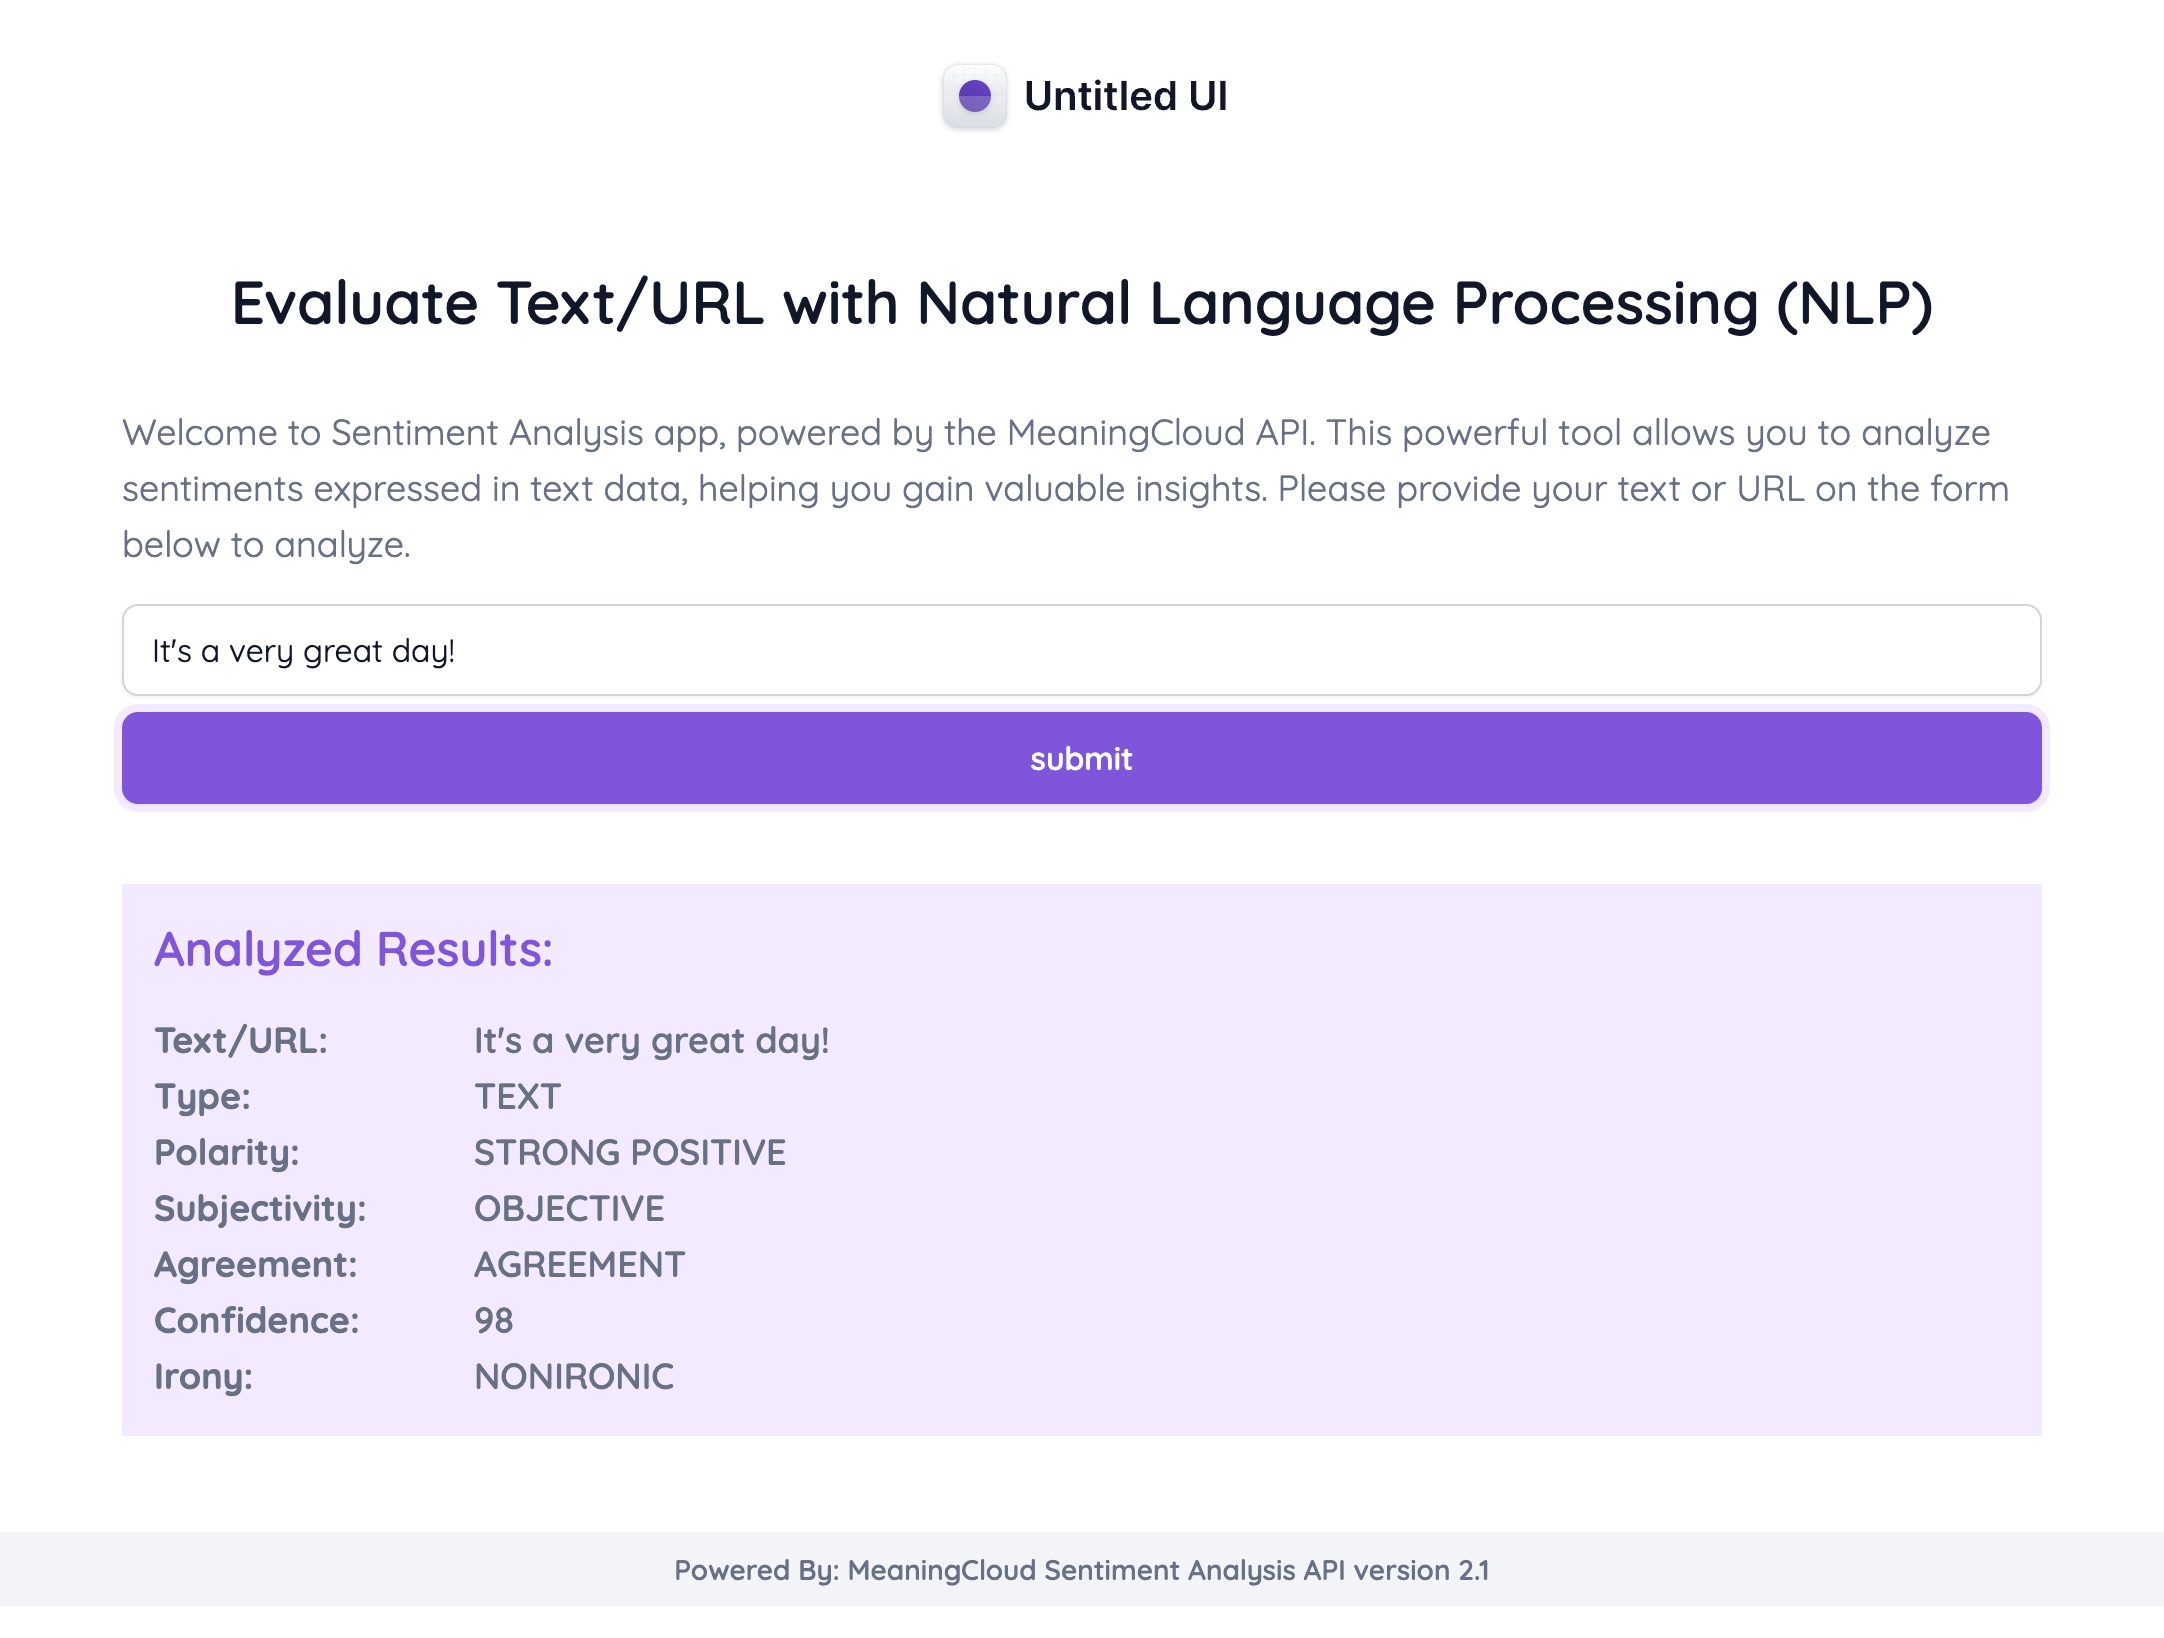 Untitled UI
Evaluate Text/URL with Natural Language Processing (NLP)
Welcome to Sentiment Analysis app, powered by the MeaningCloud API. This powerful tool allows you to analyze
sentiments expressed in text data, helping you gain valuable insights. Please provide your text or URL on the form
below to analyze.
It's a very great day!
submit
Analyzed Results:
Text/URL: It's a very great day!
Type: TEXT
Polarity: STRONG POSITIVE
Subjectivity: OBJECTIVE
Agreement: AGREEMENT
Confidence: 98
Irony: NONIRONIC
Powered By: MeaningCloud Sentiment Analysis API version 2.1